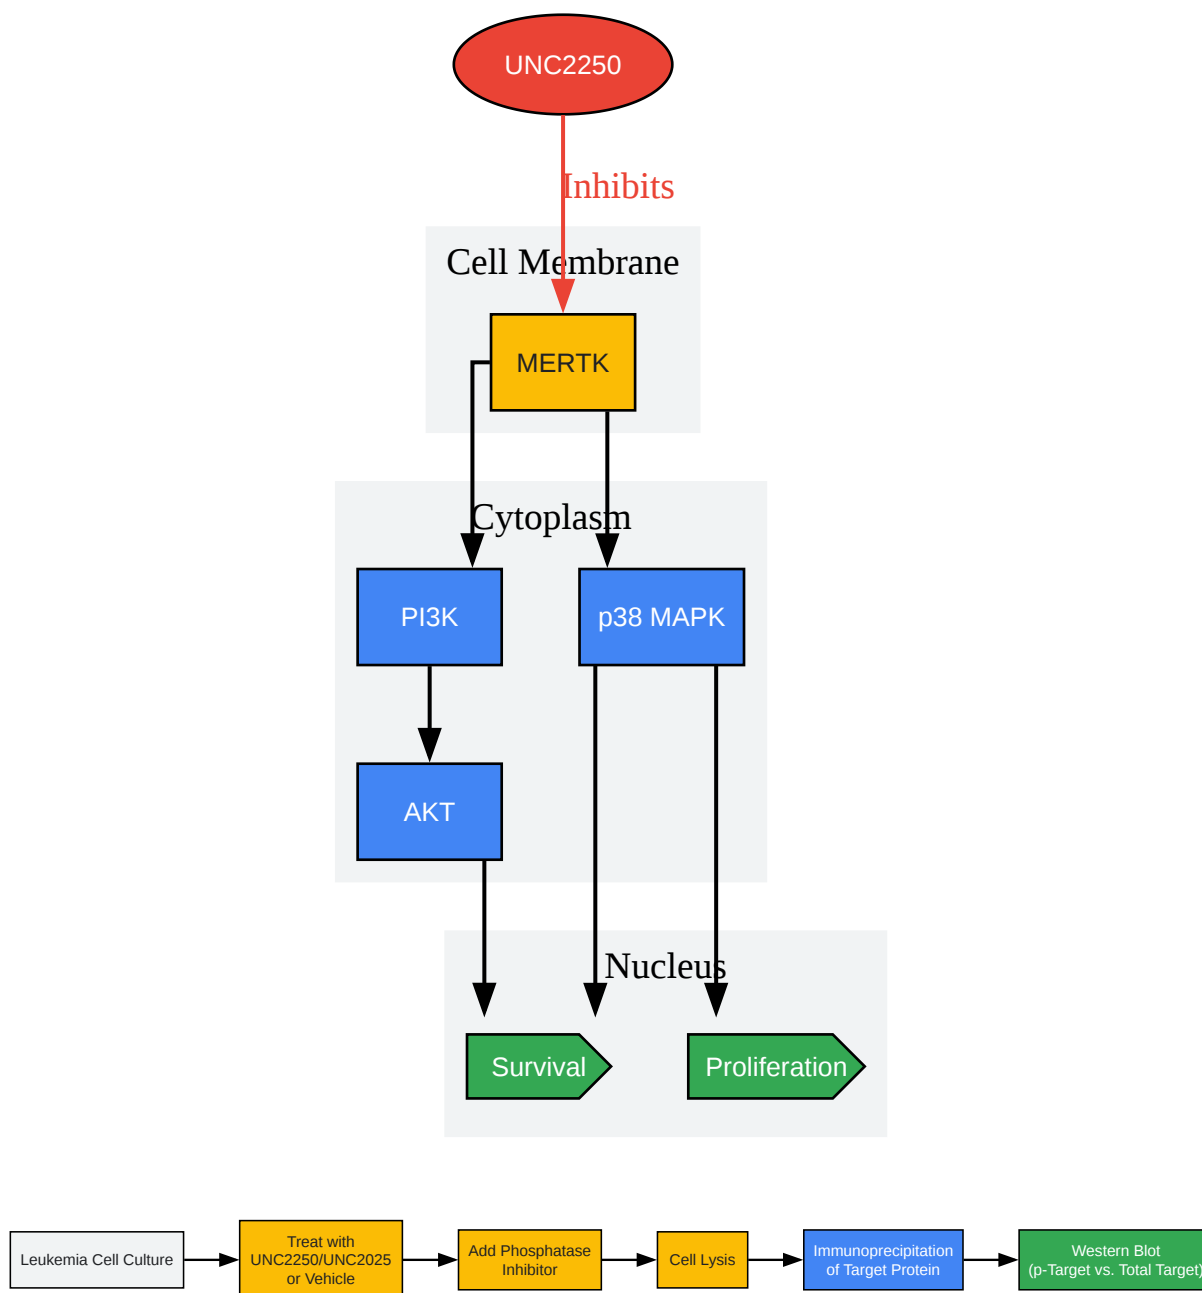 UNC2250
Inhibits
Cell Membrane
MERTK
Cytoplasm
PI3K
p38 MAPK
AKT
Nucleus
Survival
Proliferation
Leukemia Cell Culture
Treat with
UNC2250/UNC2025
or Vehicle
Add Phosphatase
Inhibitor
Cell Lysis
Immunoprecipitation
of Target Protein
Western Blot
(p-Target vs. Total Target)